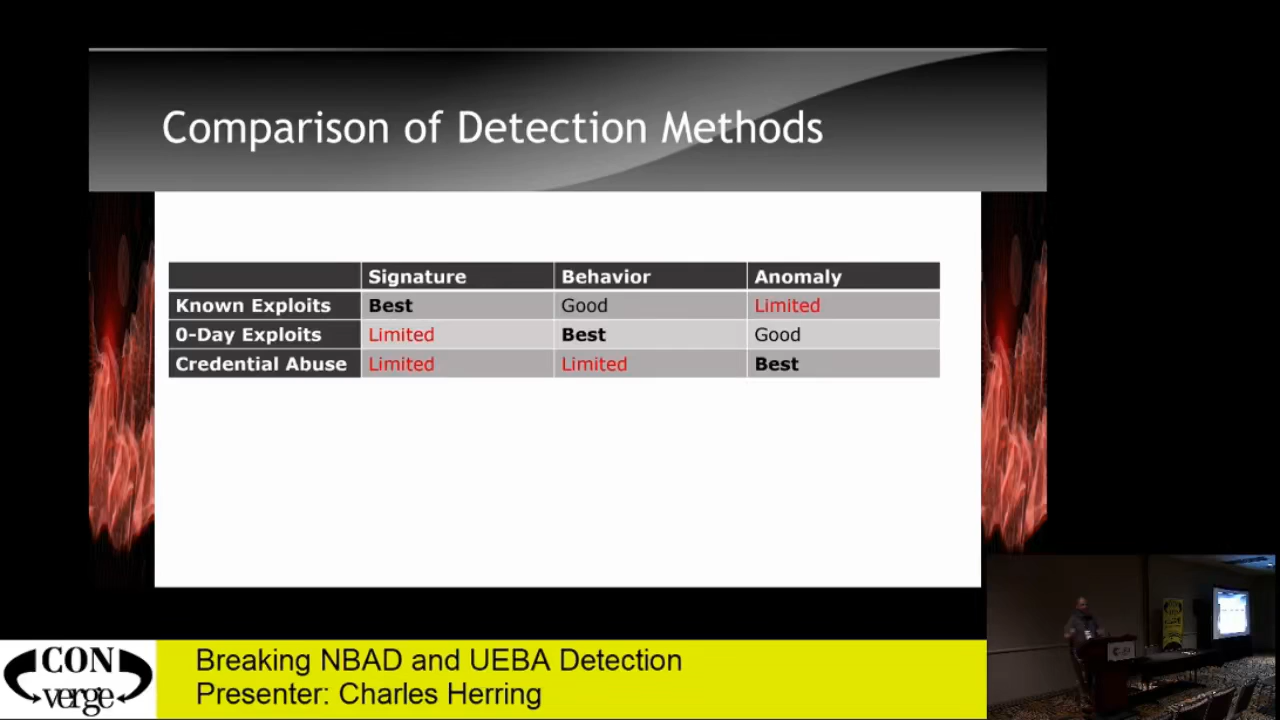 Comparison of Detection Methods
Signature Behavior Anomaly
Known Exploits Best Good Limited
0-Day Exploits Limited Best Good
Credential Abuse Limited Limited Best
CON
verge
Breaking NBAD and UEBA Detection
Presenter: Charles Herring